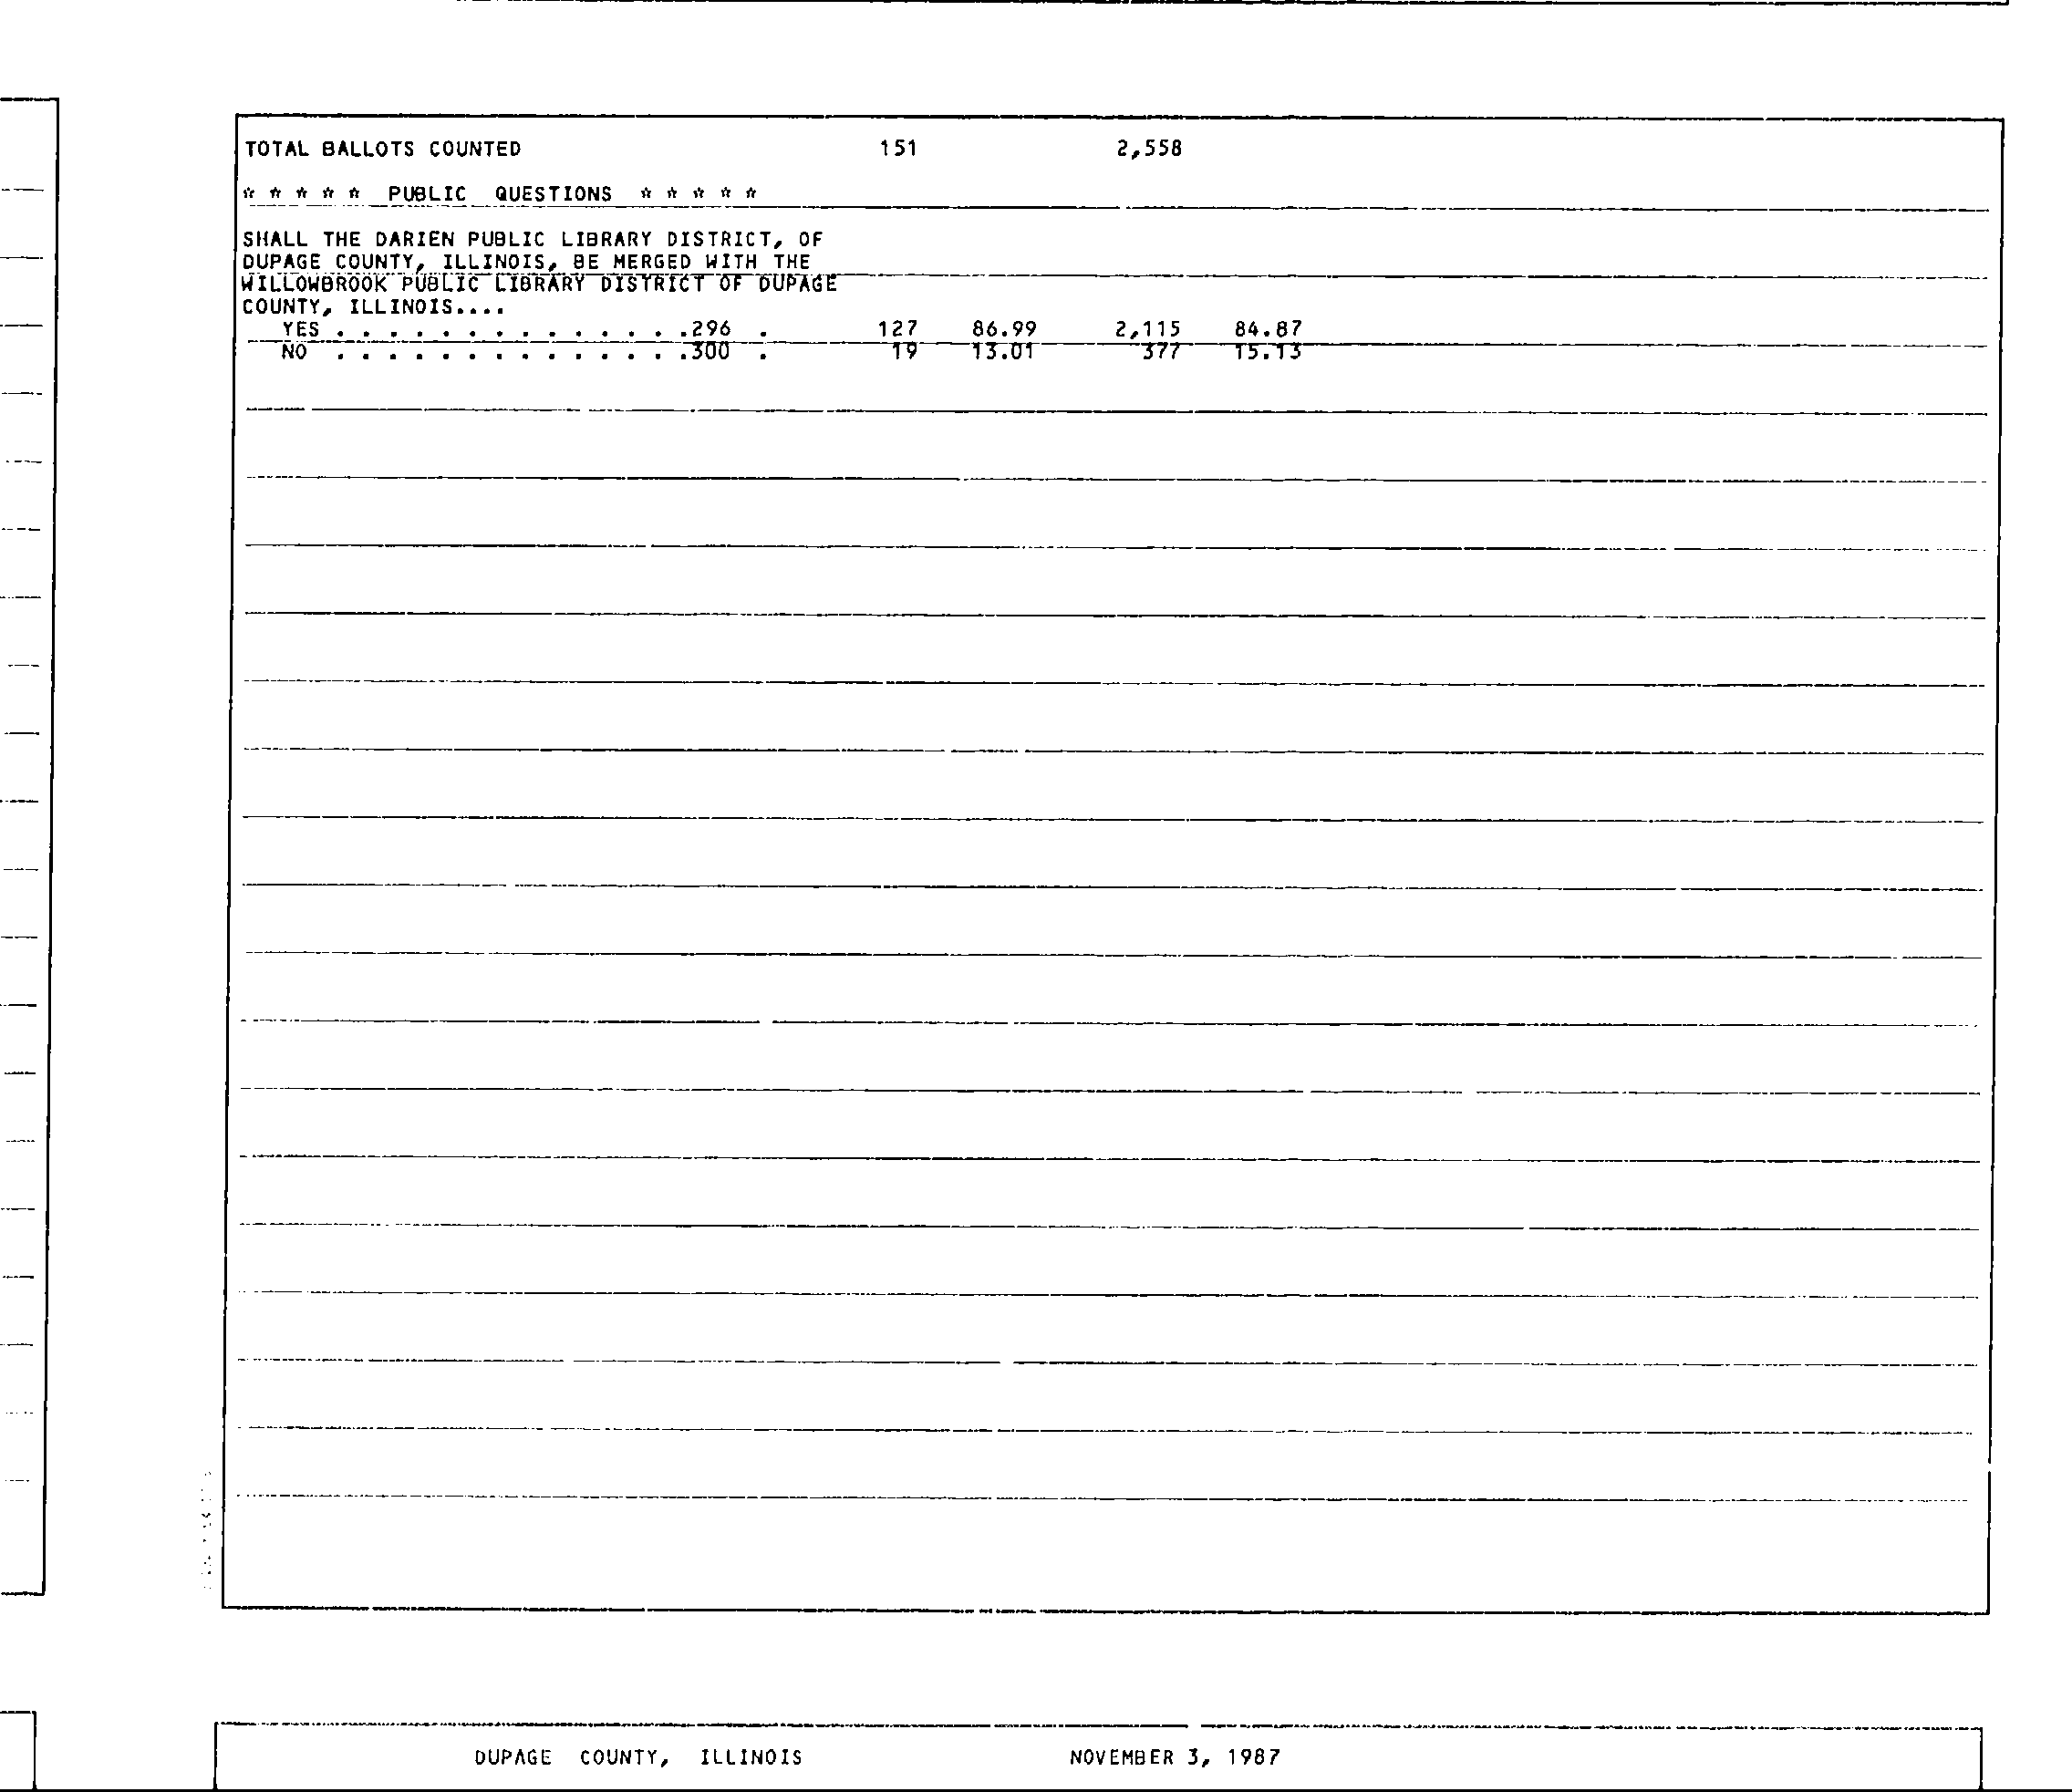 TOTAL BALLOTS COUNTED 151 2,558
☆ ☆ ☆ ☆ ☆ PUBLIC QUESTIONS ☆ ☆ ☆ ☆ ☆
SHALL THE DARIEN PUBLIC LIBRARY DISTRICT, OF
DUPAGE COUNTY, ILLINOIS, BE MERGED WITH THE
WILLOWBROOK PUBLIC LIBRARY DISTRICT OF DUPAGE
COUNTY, ILLINOIS....
YES . . . . . . . . . . . . . .296 . 127 86.99 2,115 84.87
NO . . . . . . . . . . . . . .300 . 19 13.01 377 15.13
DUPAGE COUNTY, ILLINOIS NOVEMBER 3, 1987